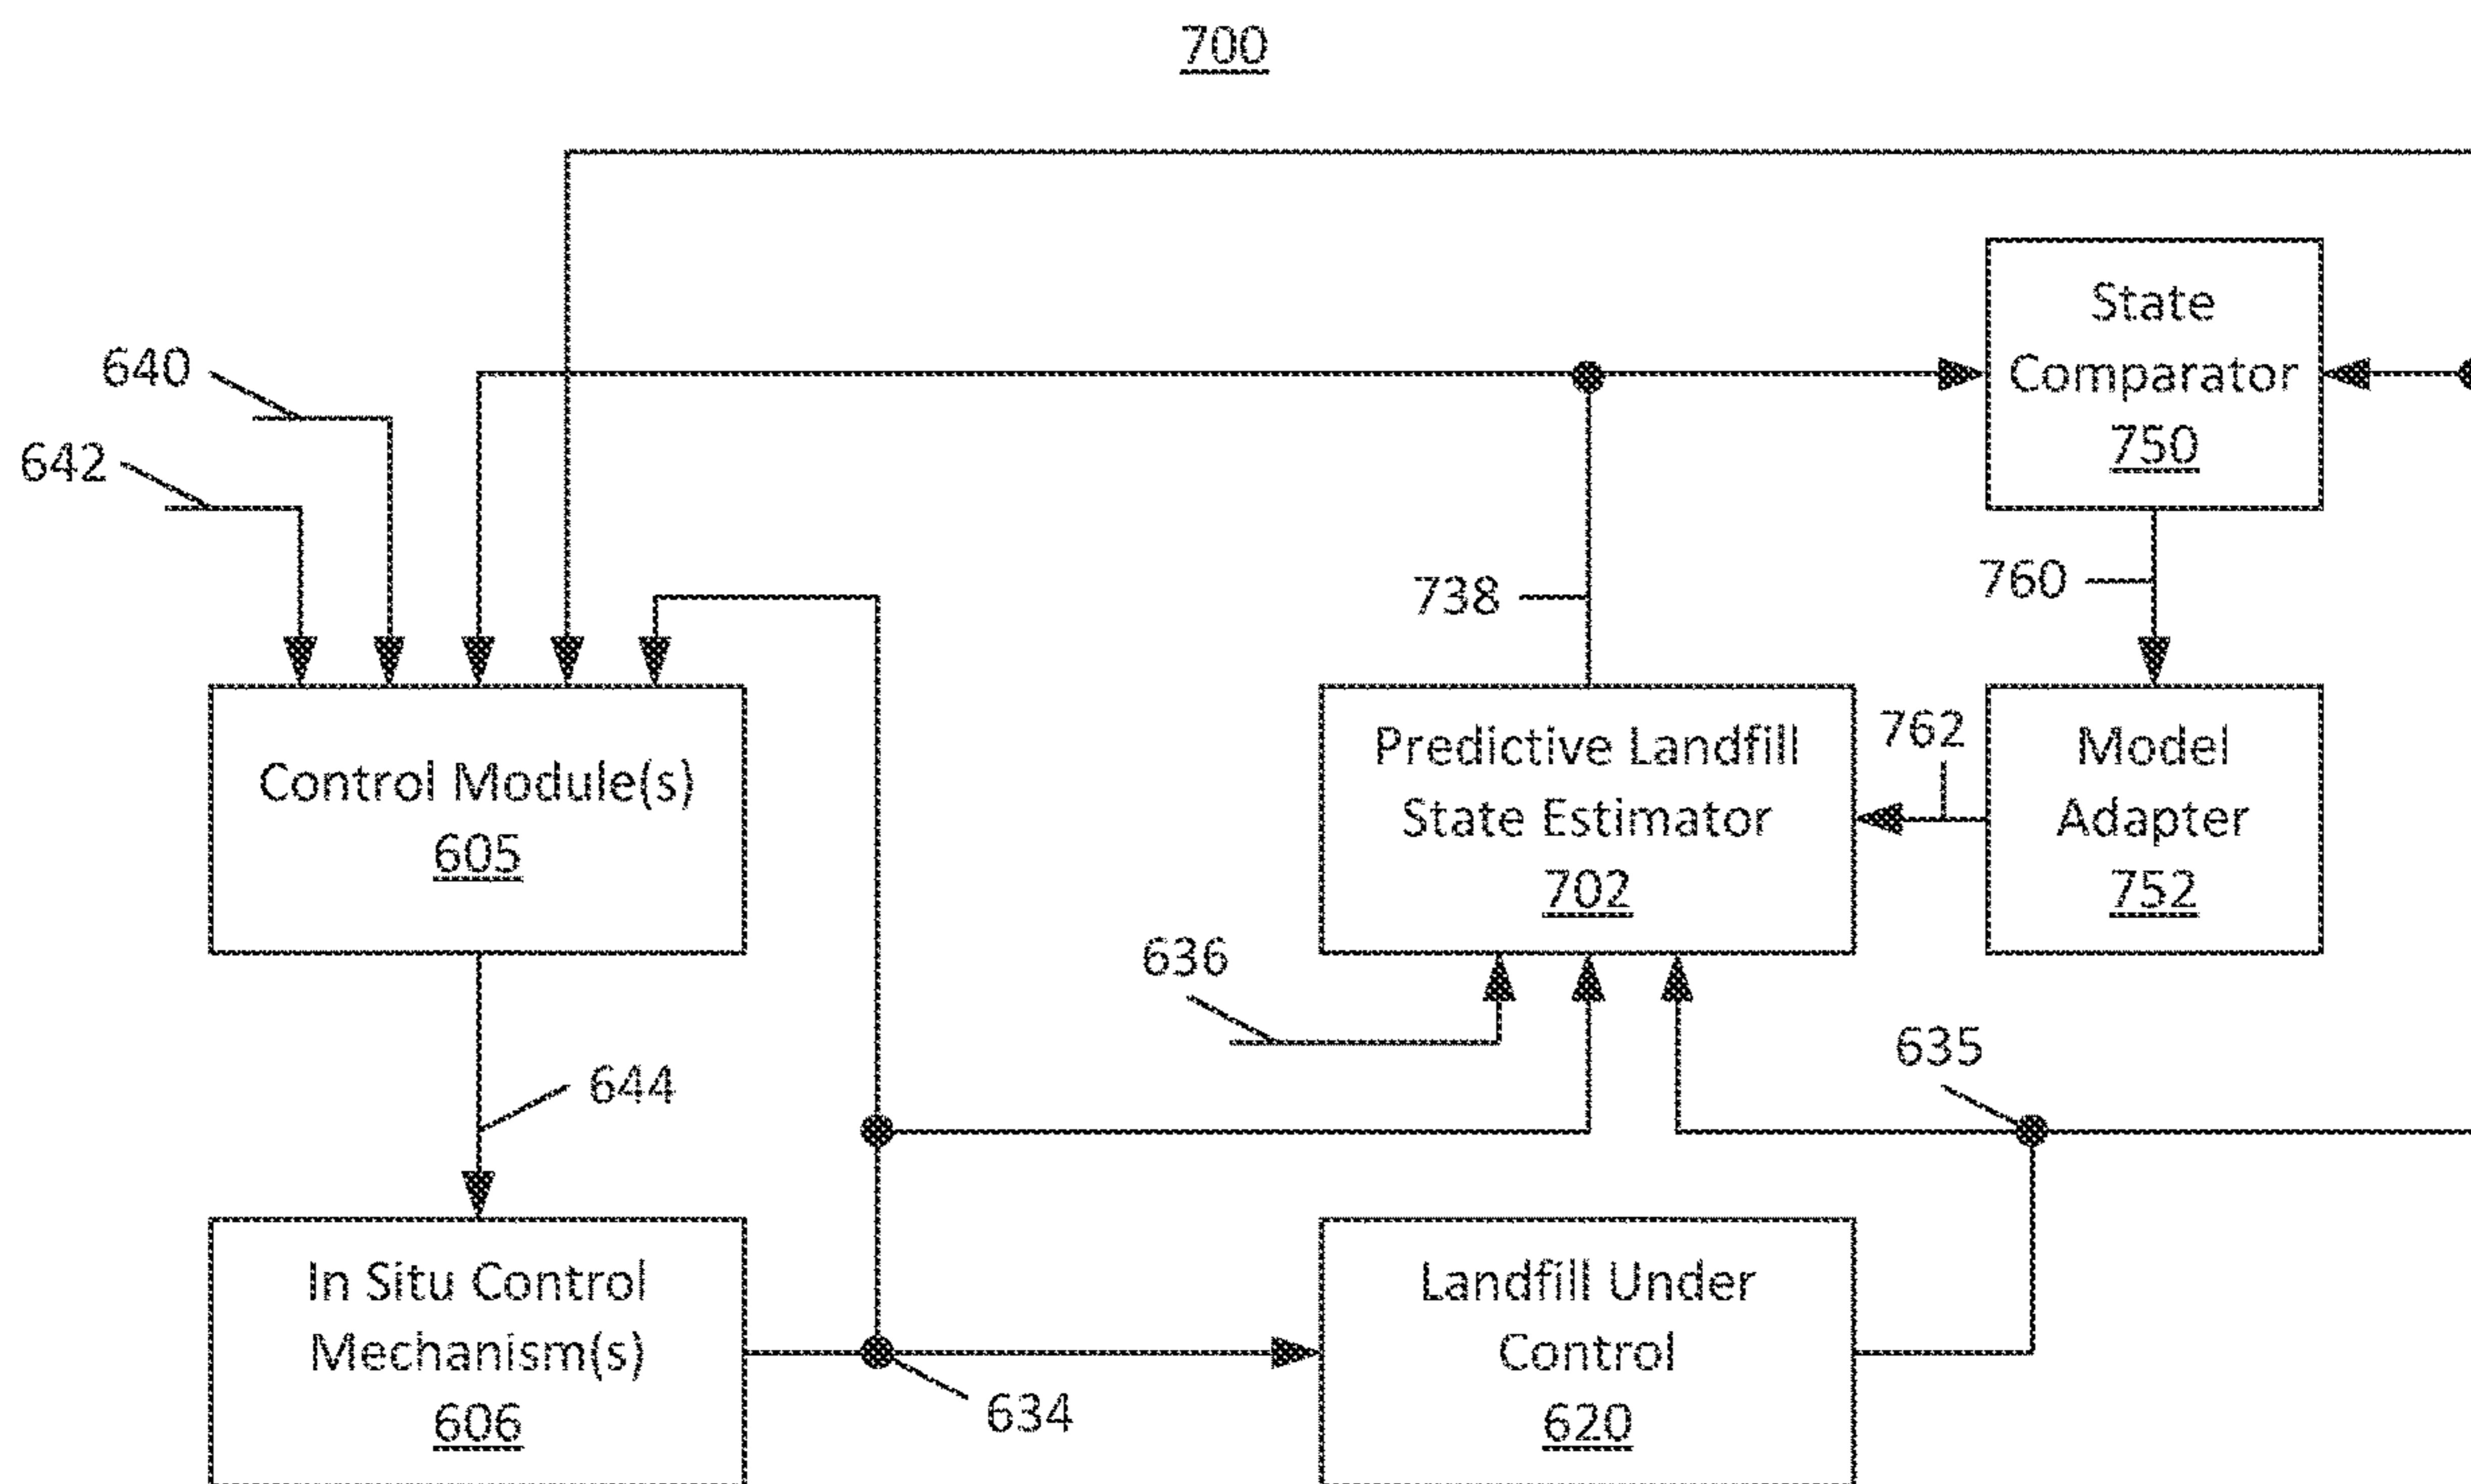 700
State
Comparator
750
640
642
738
760
Control Module(s)
605
Predictive Landfill
State Estimator
702
762
Model
Adapter
752
636
635
644
In Situ Control
Mechanism(s)
606
634
Landfill Under
Control
620